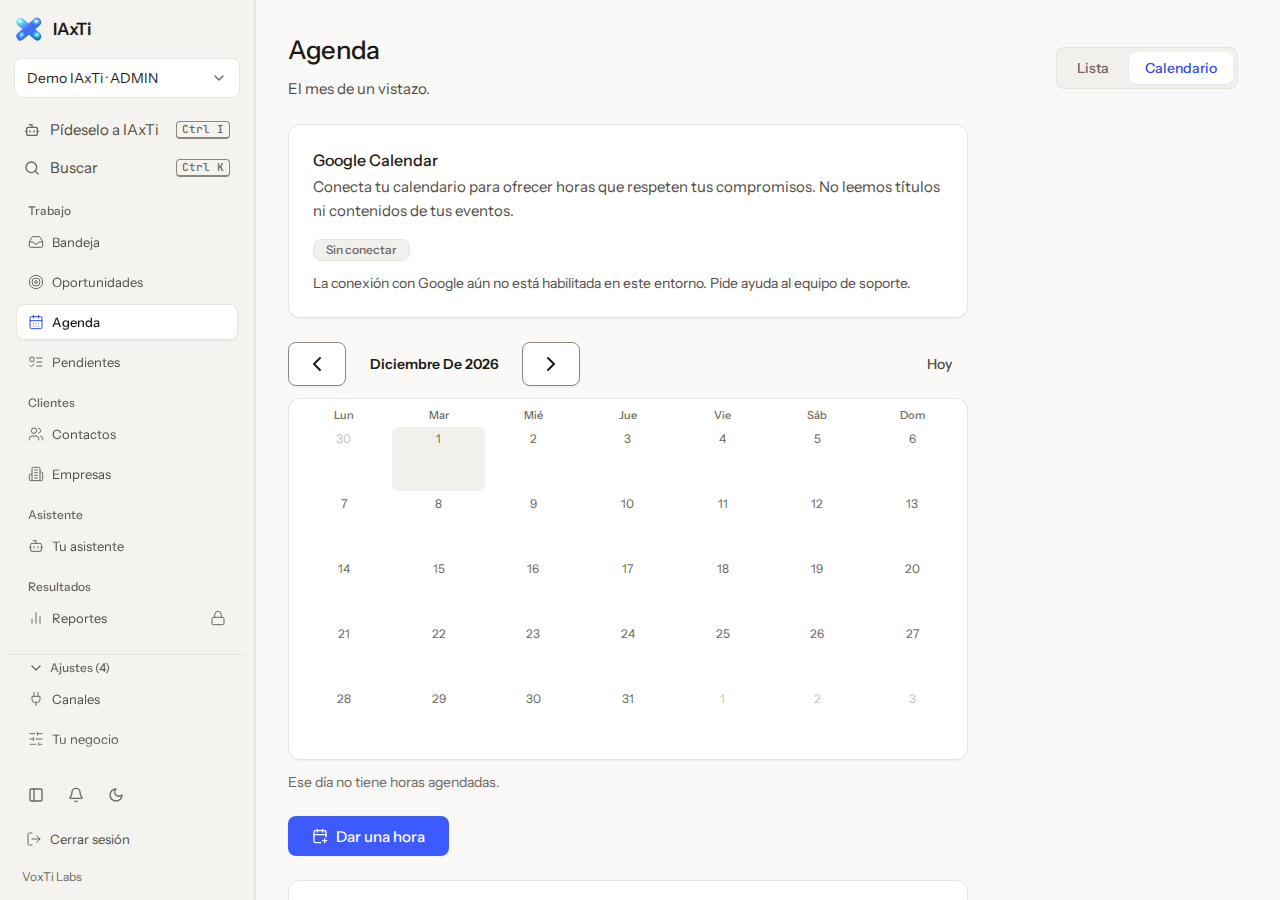 IAxTi
Demo IAxTi · ADMIN
Pídeselo a IAxTi
Ctrl I
Buscar
Ctrl K
Trabajo
Bandeja
Oportunidades
Agenda
Pendientes
Clientes
Contactos
Empresas
Asistente
Tu asistente
Resultados
Reportes
Ajustes (4)
Canales
Tu negocio
Cerrar sesión
VoxTi Labs
Agenda
El mes de un vistazo.
Lista
Calendario
Google Calendar
Conecta tu calendario para ofrecer horas que respeten tus compromisos. No leemos títulos
ni contenidos de tus eventos.
Sin conectar
La conexión con Google aún no está habilitada en este entorno. Pide ayuda al equipo de soporte.
Diciembre De 2026
Hoy
Lun Mar Mié Jue Vie Sáb Dom
30 1 2 3 4 5 6
7 8 9 10 11 12 13
14 15 16 17 18 19 20
21 22 23 24 25 26 27
28 29 30 31 1 2 3
Ese día no tiene horas agendadas.
Dar una hora